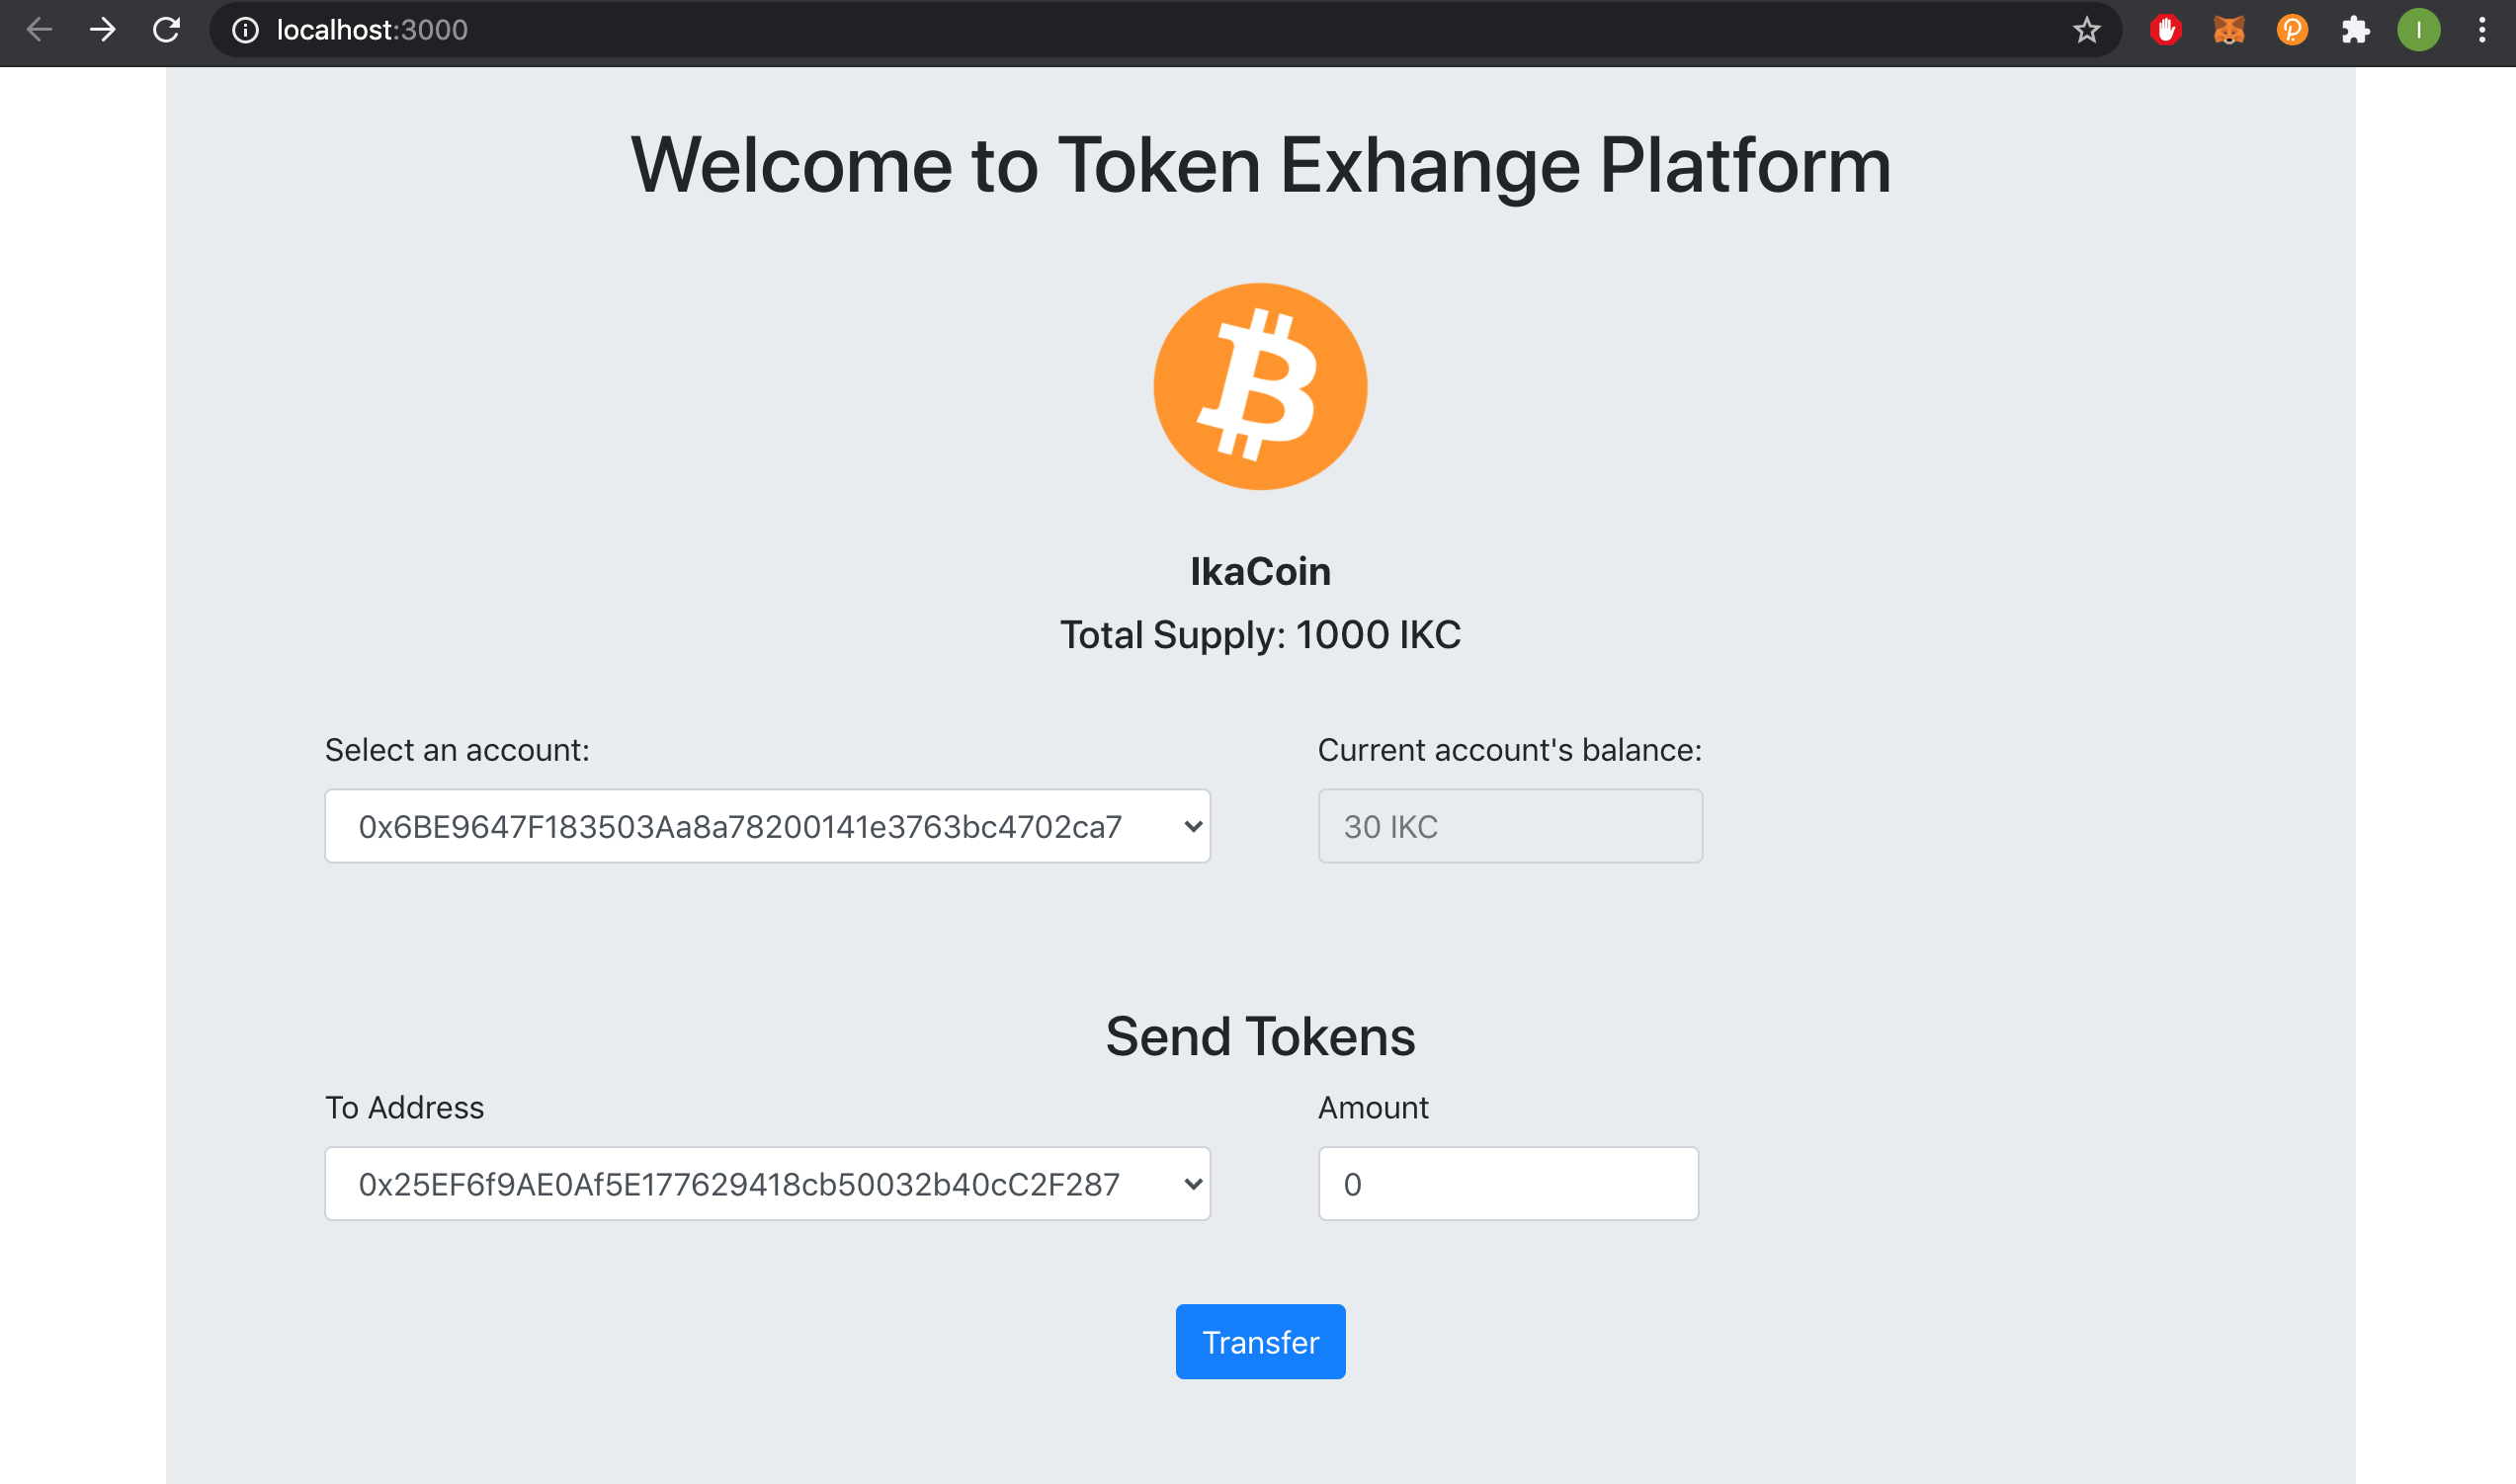 localhost:3000
I
Welcome to Token Exhange Platform
IkaCoin
Total Supply: 1000 IKC
Select an account:
Current account's balance:
0x6BE9647F183503Aa8a78200141e3763bc4702ca7
30 IKC
Send Tokens
To Address
Amount
0x25EF6f9AE0Af5E177629418cb50032b40cC2F287
0
Transfer